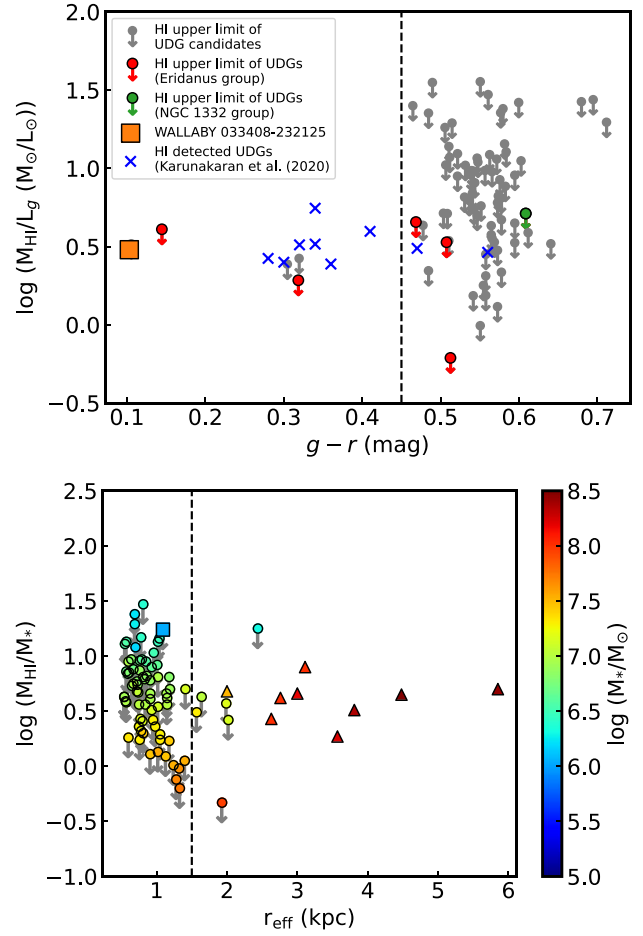 2.0
1.5
1.0
0.5
0.0
−0.5
log (M_HI/L_g (M_⊙/L_⊙))
HI upper limit of
UDG candidates
HI upper limit of UDGs
(Eridanus group)
HI upper limit of UDGs
(NGC 1332 group)
WALLABY 033408-232125
HI detected UDGs
(Karunakaran et al. (2020)
0.1 0.2 0.3 0.4 0.5 0.6 0.7
g − r (mag)
2.5
2.0
1.5
1.0
0.5
0.0
−0.5
−1.0
log (M_HI/M_*)
1 2 3 4 5 6
r_eff (kpc)
8.5
8.0
7.5
7.0
6.5
6.0
5.5
5.0
log (M_*/M_⊙)